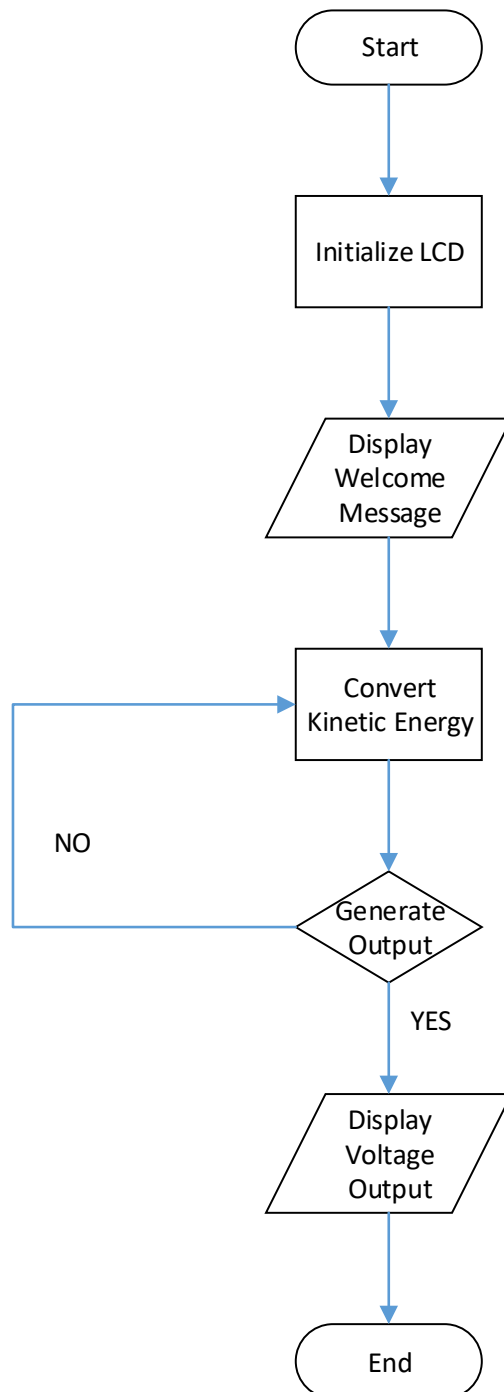 Start
Initialize LCD
Display
Welcome
Message
Convert
Kinetic Energy
NO
Generate
Output
YES
Display
Voltage
Output
End